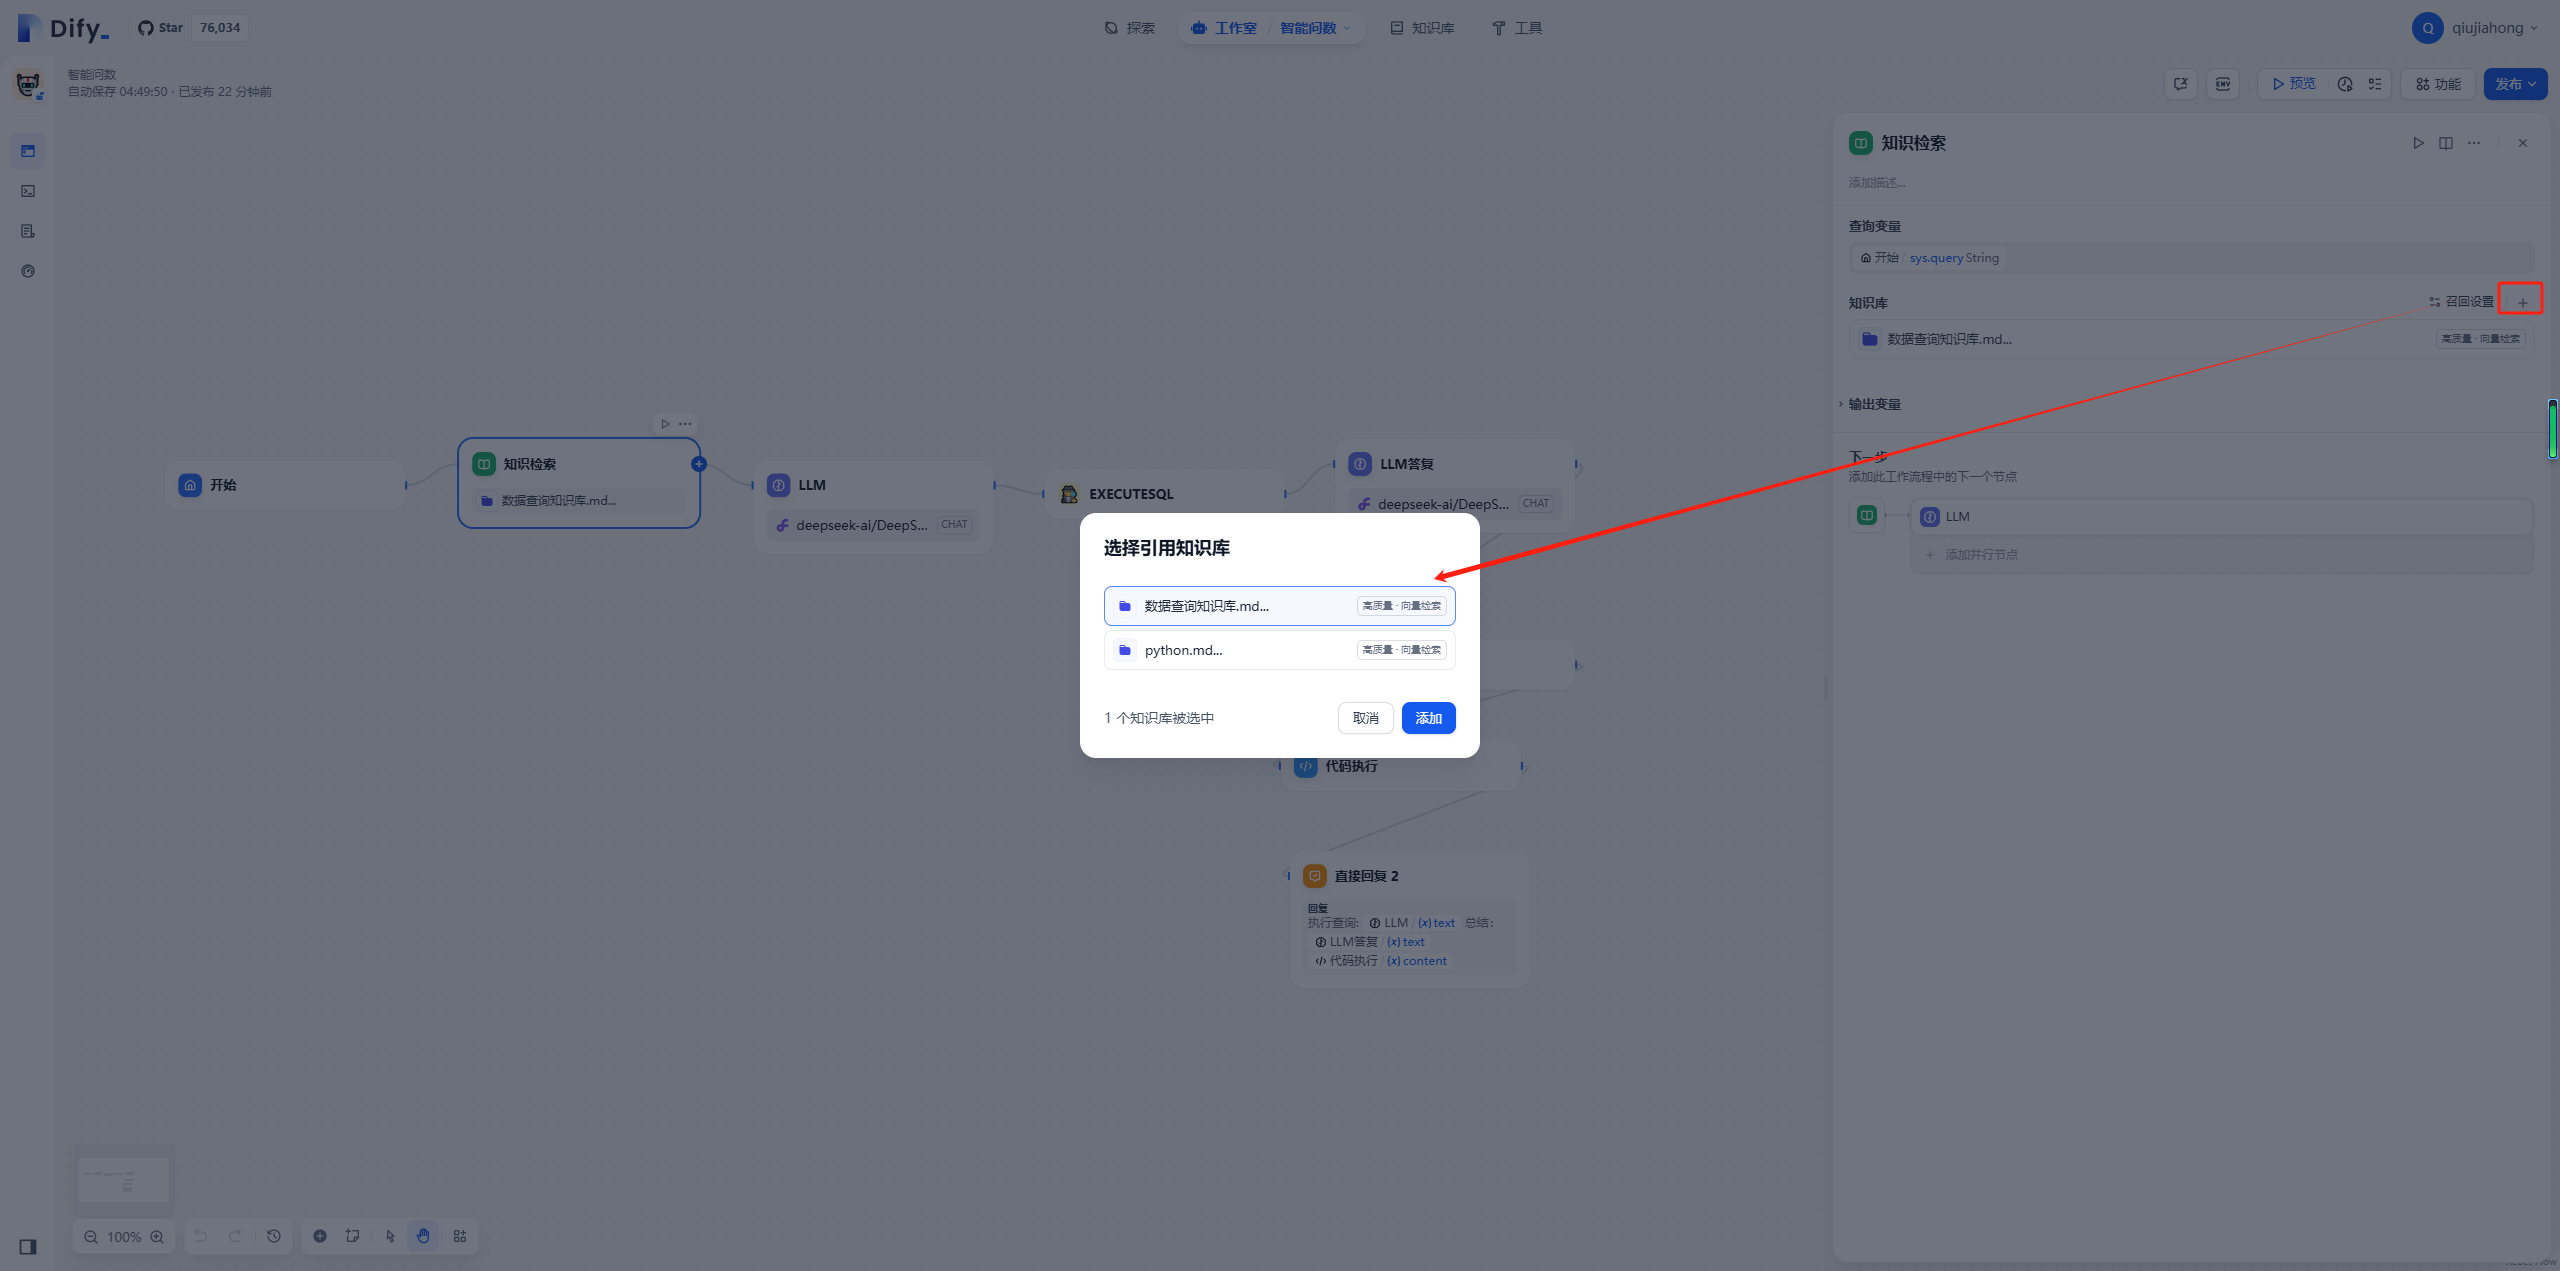 Dify_
Star 76,034
探索
工作室 / 智能问数
知识库
工具
Q qiujiahong
智能问数
自动保存 04:49:50 · 已发布 22 分钟前
ENV
预览
功能
发布
知识检索
添加描述...
查询变量
开始 / sys.query String
知识库
召回设置
数据查询知识库.md...
高质量 · 向量检索
输出变量
下一步
添加此工作流程中的下一个节点
LLM
添加并行节点
开始
知识检索
数据查询知识库.md...
LLM
deepseek-ai/DeepS... CHAT
EXECUTESQL
LLM答复
deepseek-ai/DeepS... CHAT
选择引用知识库
数据查询知识库.md... 高质量 · 向量检索
python.md... 高质量 · 向量检索
1 个知识库被选中
取消
添加
代码执行
直接回复 2
回复
执行查询: LLM / {x} text 总结:
LLM答复 / {x} text
代码执行 / {x} content
100%
React Flow